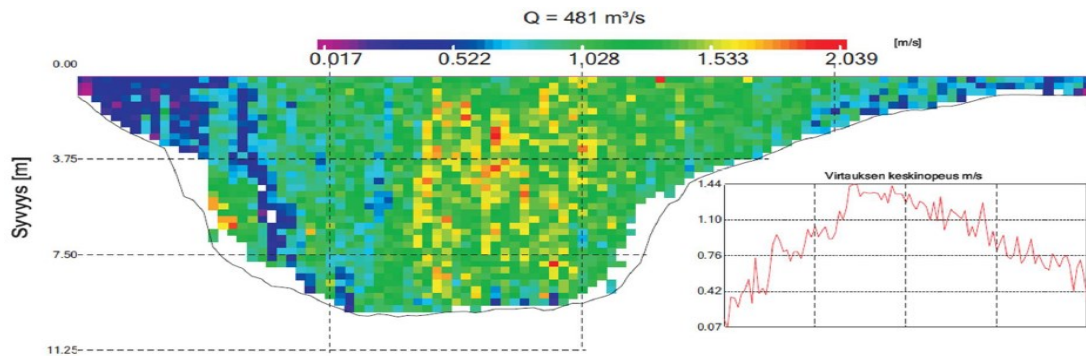 Q = 481 m³/s
[m/s]
0.017 0.522 1.028 1.533 2.039
0.00
3.75
7.50
11.25
Syvyys [m]
Virtauksen keskinopeus m/s
1.44
1.10
0.76
0.42
0.07